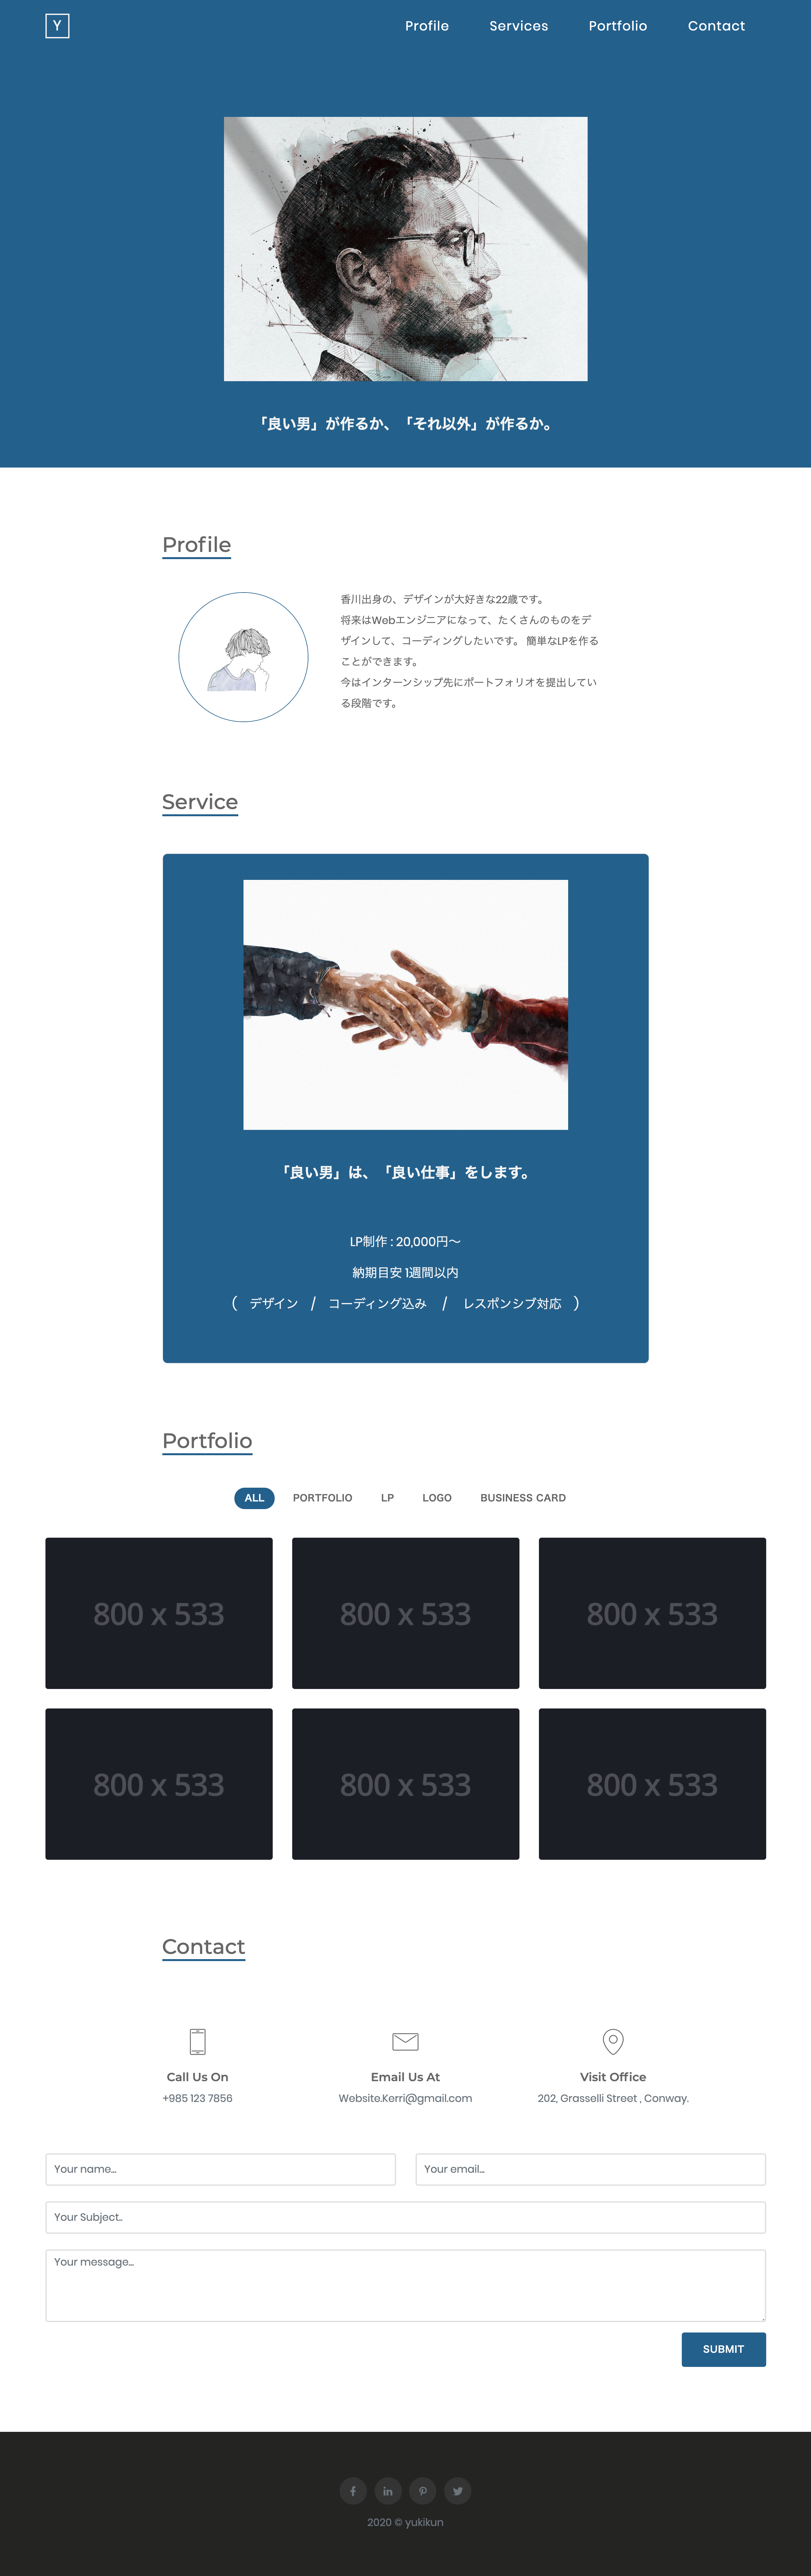 Y
Profile Services Portfolio Contact
「良い男」が作るか、「それ以外」が作るか。
Profile
香川出身の、デザインが大好きな22歳です。
将来はWebエンジニアになって、たくさんのものをデ
ザインして、コーディングしたいです。 簡単なLPを作る
ことができます。
今はインターンシップ先にポートフォリオを提出してい
る段階です。
Service
「良い男」は、「良い仕事」をします。
LP制作 : 20,000円〜
納期目安 1週間以内
( デザイン / コーディング込み / レスポンシブ対応 )
Portfolio
ALL PORTFOLIO LP LOGO BUSINESS CARD
800 x 533 800 x 533 800 x 533
800 x 533 800 x 533 800 x 533
Contact
Call Us On Email Us At Visit Office
+985 123 7856 Website.Kerri@gmail.com 202, Grasselli Street , Conway.
Your name... Your email...
Your Subject..
Your message...
SUBMIT
2020 © yukikun